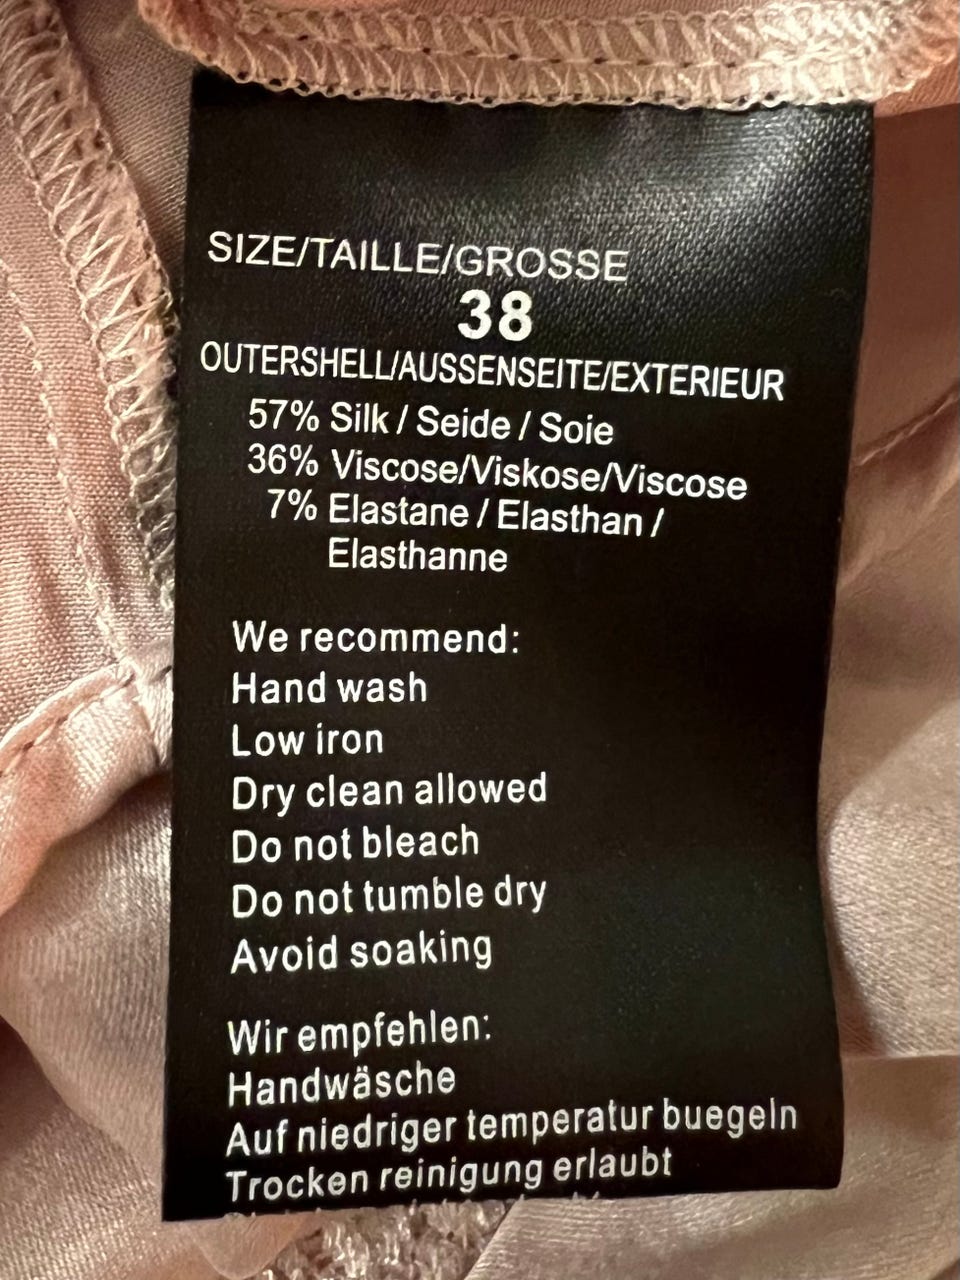 SIZE/TAILLE/GROSSE
38
OUTERSHELL/AUSSENSEITE/EXTERIEUR
57% Silk / Seide / Soie
36% Viscose/Viskose/Viscose
7% Elastane / Elasthan /
Elasthanne
We recommend:
Hand wash
Low iron
Dry clean allowed
Do not bleach
Do not tumble dry
Avoid soaking
Wir empfehlen:
Handwäsche
Auf niedriger temperatur buegeln
Trocken reinigung erlaubt